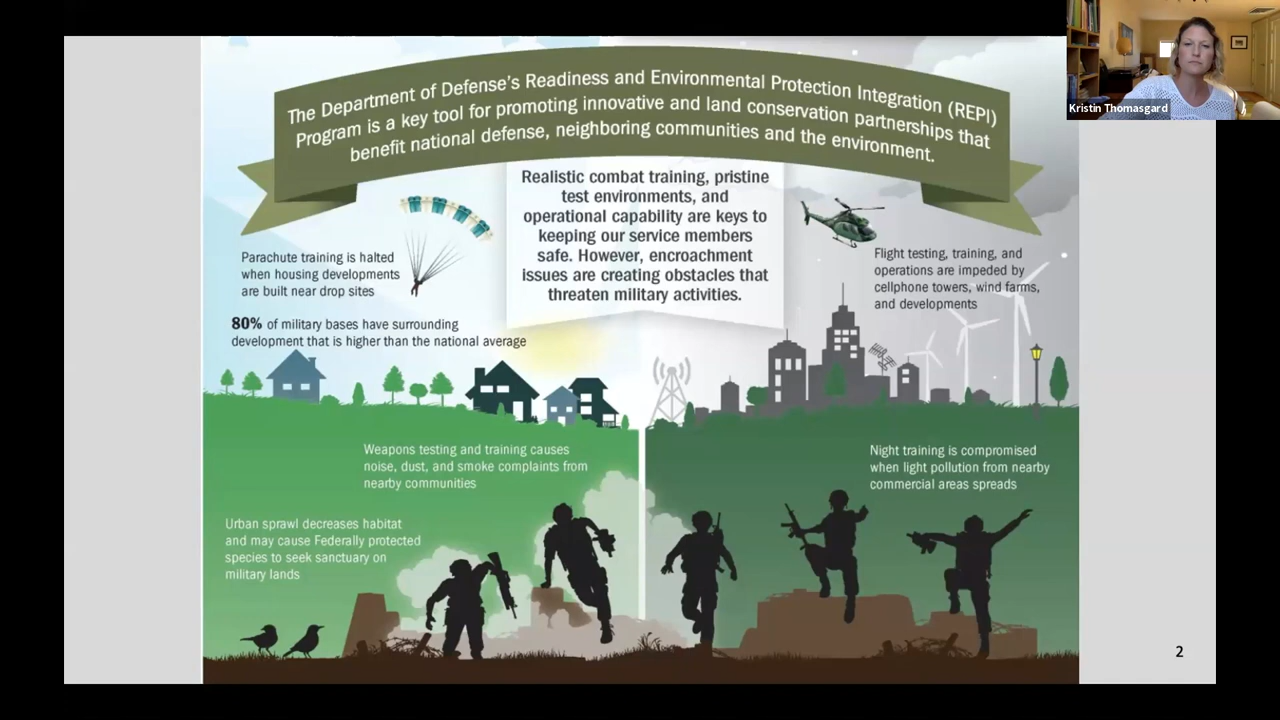 The Department of Defense's Readiness and Environmental Protection Integration (REPI)
Program is a key tool for promoting innovative and land conservation partnerships that
benefit national defense, neighboring communities and the environment.
Kristin Thomasgard
Realistic combat training, pristine
test environments, and
operational capability are keys to
keeping our service members
safe. However, encroachment
issues are creating obstacles that
threaten military activities.
Parachute training is halted
when housing developments
are built near drop sites
80% of military bases have surrounding
development that is higher than the national average
Flight testing, training, and
operations are impeded by
cellphone towers, wind farms,
and developments
Weapons testing and training causes
noise, dust, and smoke complaints from
nearby communities
Night training is compromised
when light pollution from nearby
commercial areas spreads
Urban sprawl decreases habitat
and may cause Federally protected
species to seek sanctuary on
military lands
2